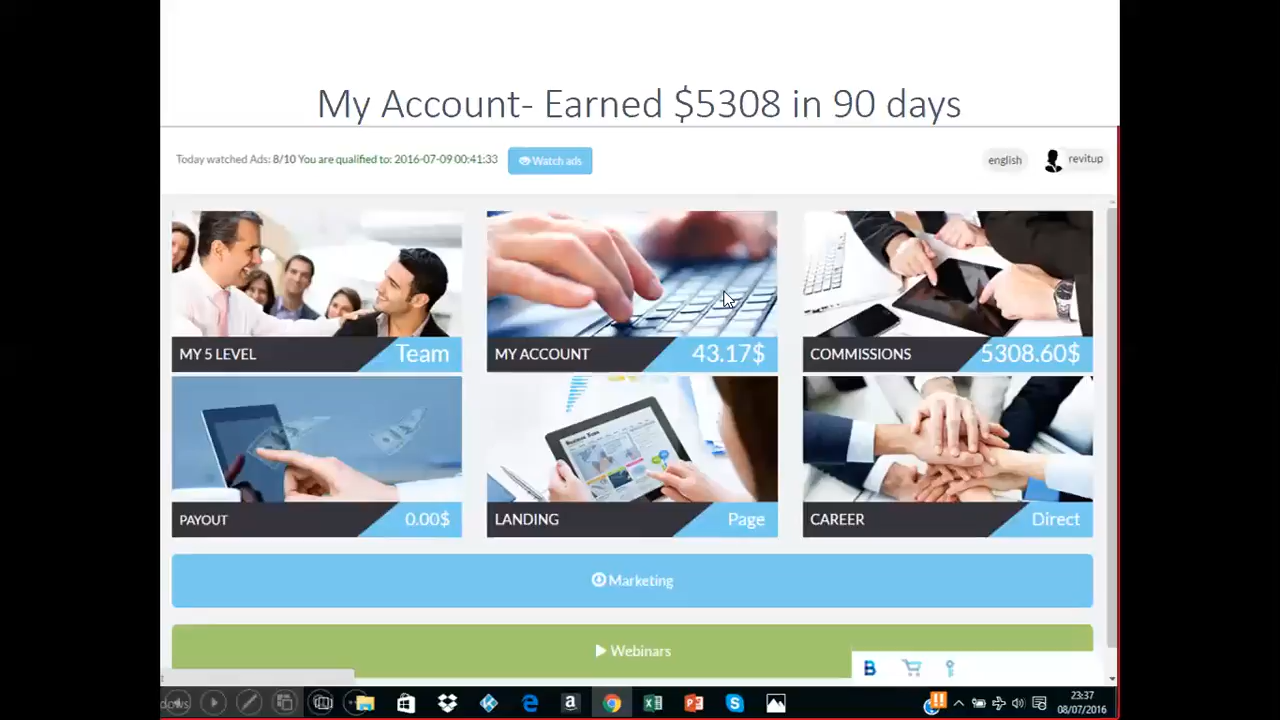 My Account- Earned $5308 in 90 days
Today watched Ads: 8/10 You are qualified to: 2016-07-09 00:41:33
Watch ads
english
revitup
MY 5 LEVEL
Team
MY ACCOUNT
43.17$
COMMISSIONS
5308.60$
PAYOUT
0.00$
LANDING
Page
CAREER
Direct
Marketing
Webinars
B
23:37
08/07/2016